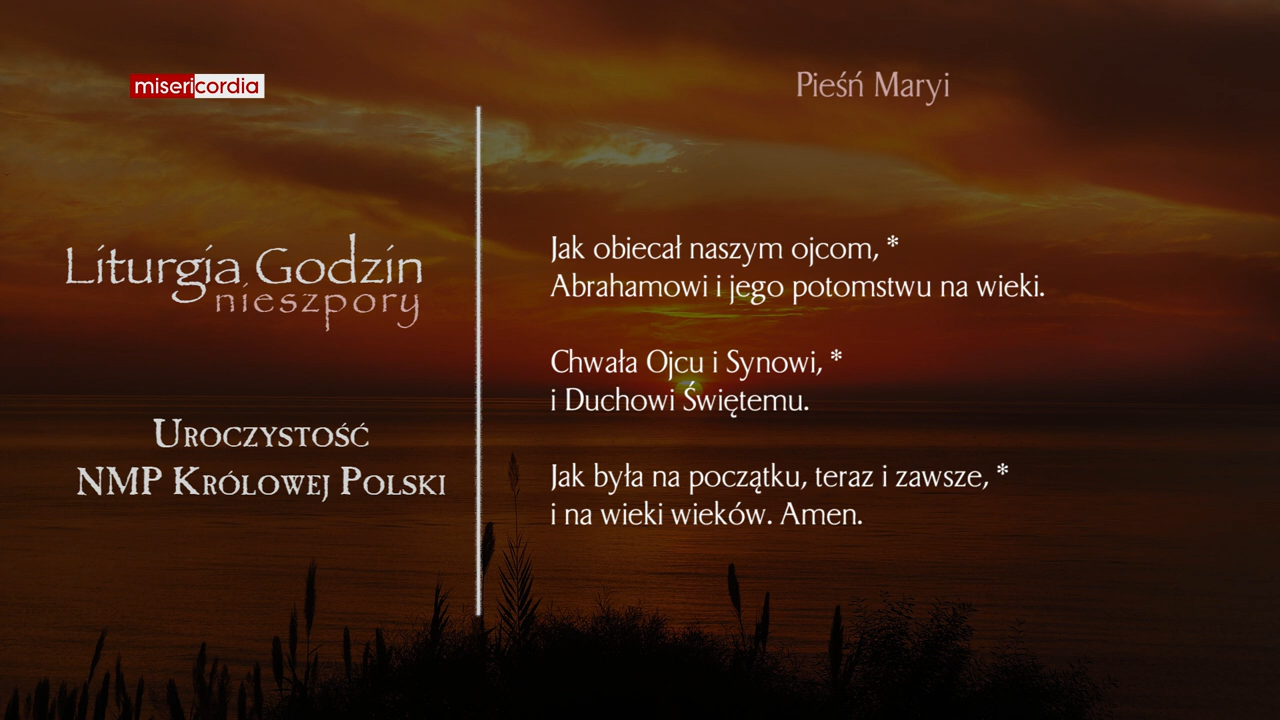 misericordia
Liturgia Godzin
nieszpory
Uroczystość
NMP Królowej Polski
Pieśń Maryi
Jak obiecał naszym ojcom, *
Abrahamowi i jego potomstwu na wieki.
Chwała Ojcu i Synowi, *
i Duchowi Świętemu.
Jak była na początku, teraz i zawsze, *
i na wieki wieków. Amen.